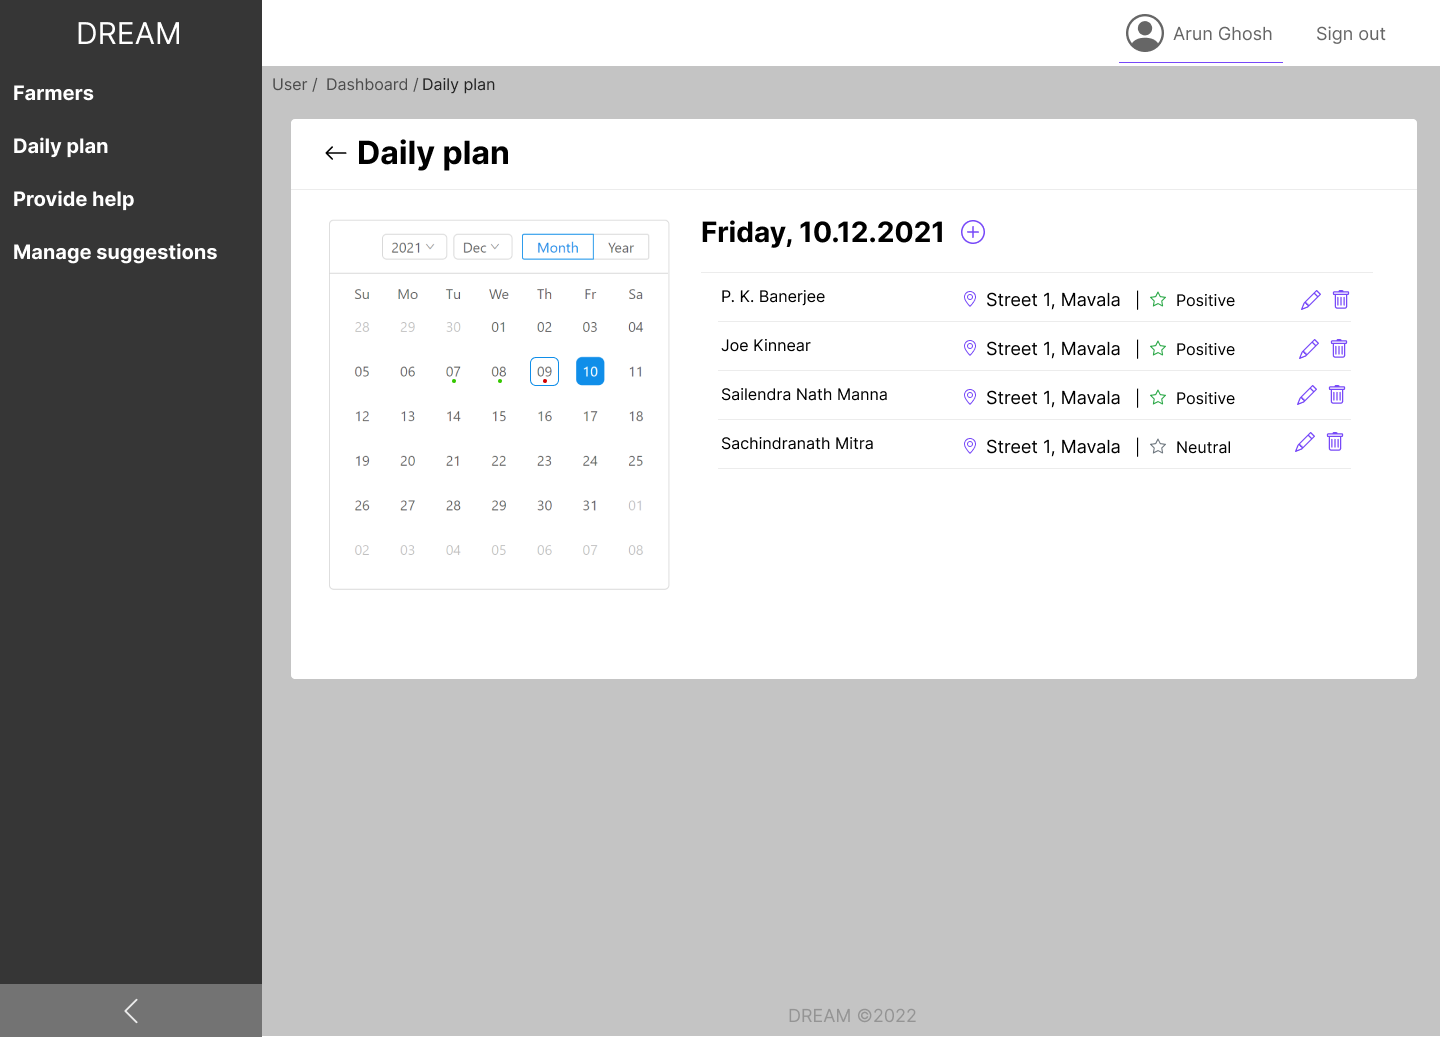 DREAM
Farmers
Daily plan
Provide help
Manage suggestions
Arun Ghosh
Sign out
User / Dashboard / Daily plan
Daily plan
2021 Dec Month Year
Su Mo Tu We Th Fr Sa
28 29 30 01 02 03 04
05 06 07 08 09 10 11
12 13 14 15 16 17 18
19 20 21 22 23 24 25
26 27 28 29 30 31 01
02 03 04 05 06 07 08
Friday, 10.12.2021
P. K. Banerjee Street 1, Mavala | Positive
Joe Kinnear Street 1, Mavala | Positive
Sailendra Nath Manna Street 1, Mavala | Positive
Sachindranath Mitra Street 1, Mavala | Neutral
DREAM ©2022